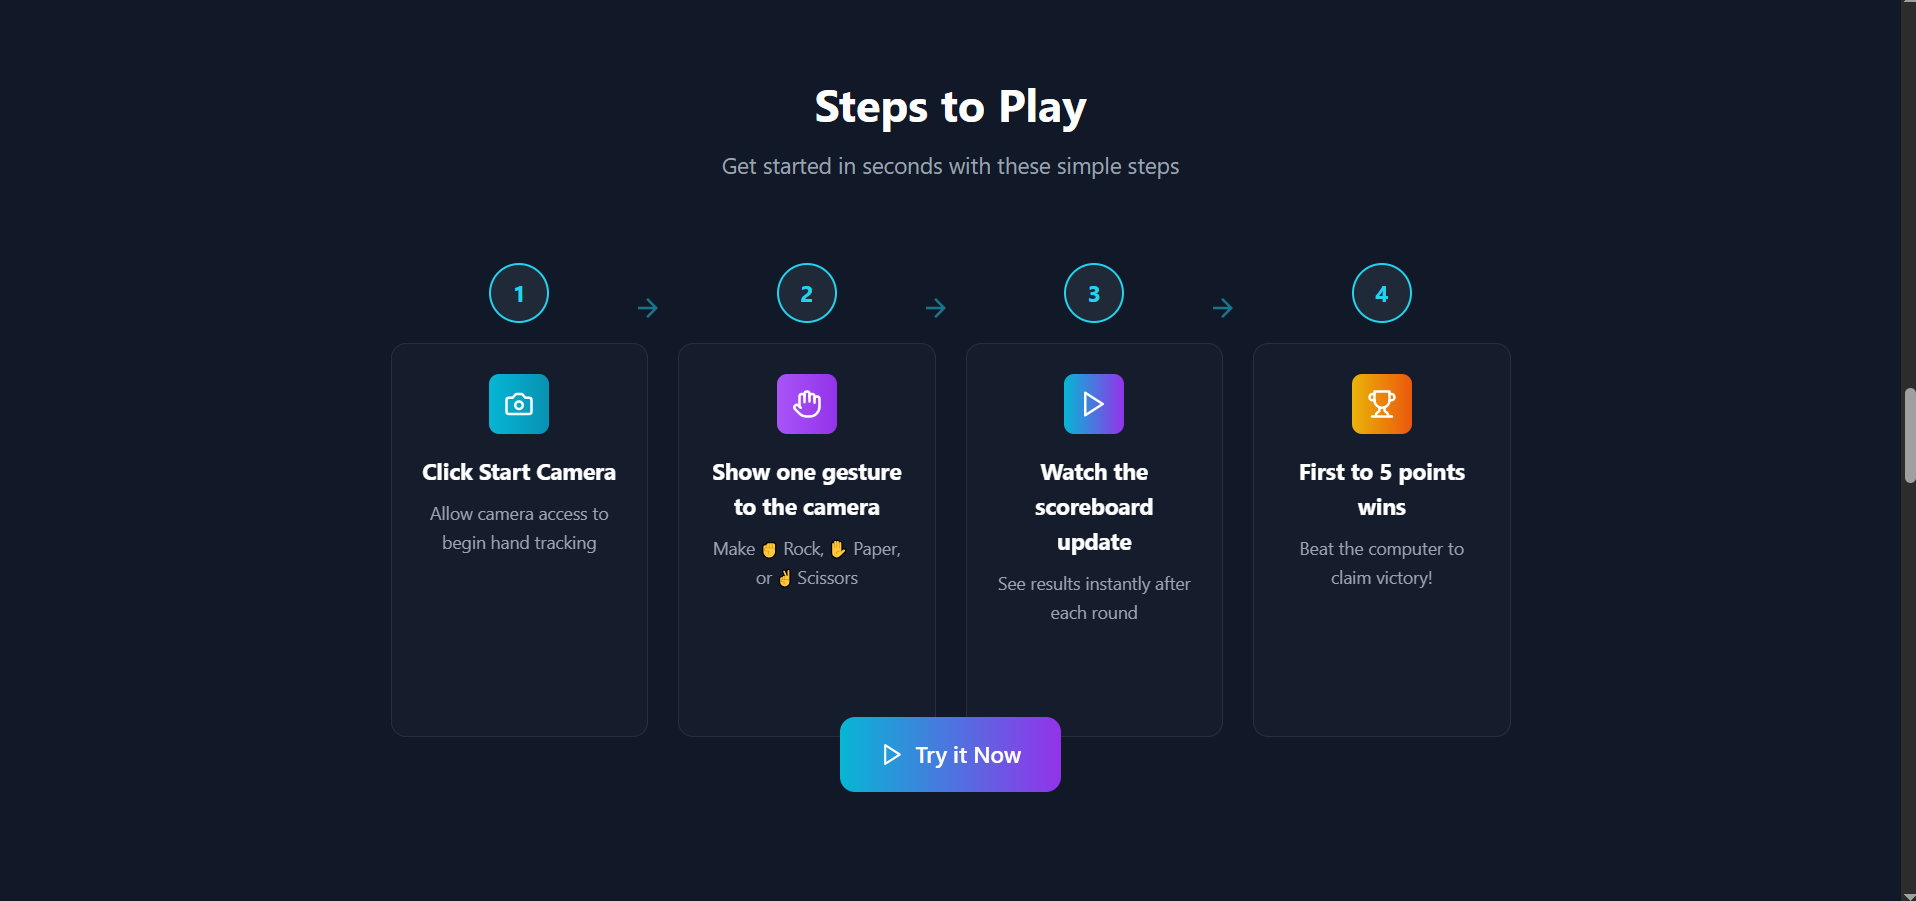 Steps to Play
Get started in seconds with these simple steps
1
2
3
4
Click Start Camera
Allow camera access to
begin hand tracking
Show one gesture
to the camera
Make ✊ Rock, ✋ Paper,
or ✌ Scissors
Watch the
scoreboard
update
See results instantly after
each round
First to 5 points
wins
Beat the computer to
claim victory!
Try it Now